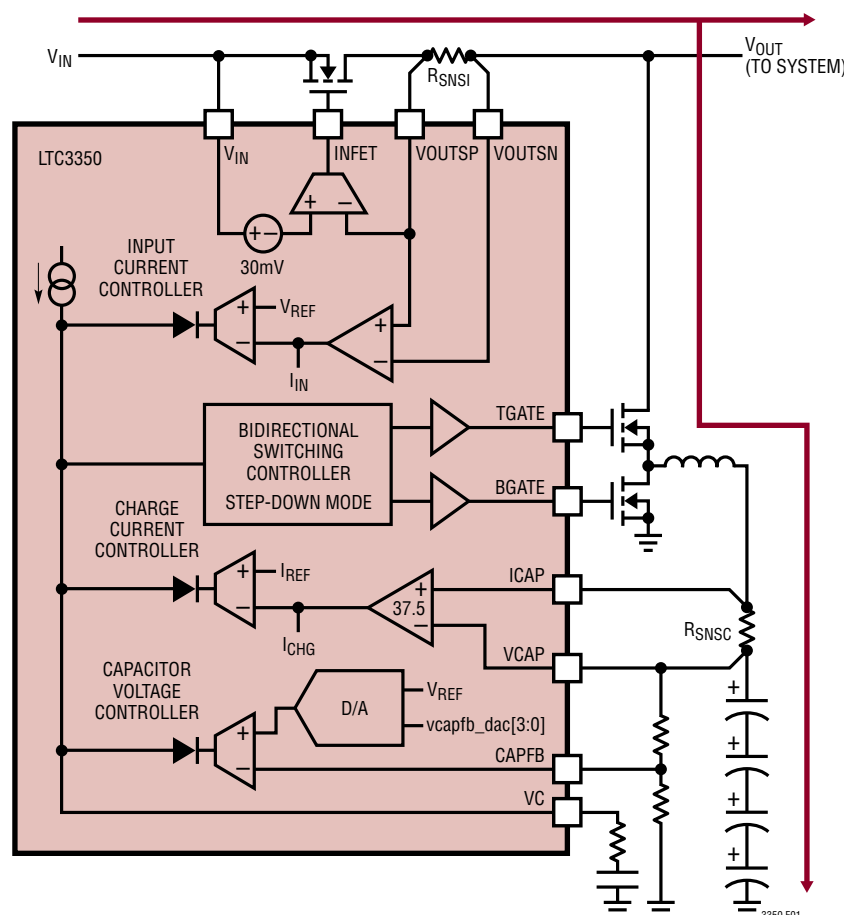 VIN
RSNSI
VOUT
(TO SYSTEM)
LTC3350
VIN
INFET
VOUTSP
VOUTSN
+
−
+−
30mV
INPUT
CURRENT
CONTROLLER
+
VREF
−
IIN
+
−
BIDIRECTIONAL
SWITCHING
CONTROLLER
STEP-DOWN MODE
TGATE
BGATE
CHARGE
CURRENT
CONTROLLER
+
IREF
−
ICHG
+
37.5
−
ICAP
VCAP
RSNSC
CAPACITOR
VOLTAGE
CONTROLLER
+
−
D/A
VREF
vcapfb_dac[3:0]
CAPFB
VC
+
+
+
+
3350 F01